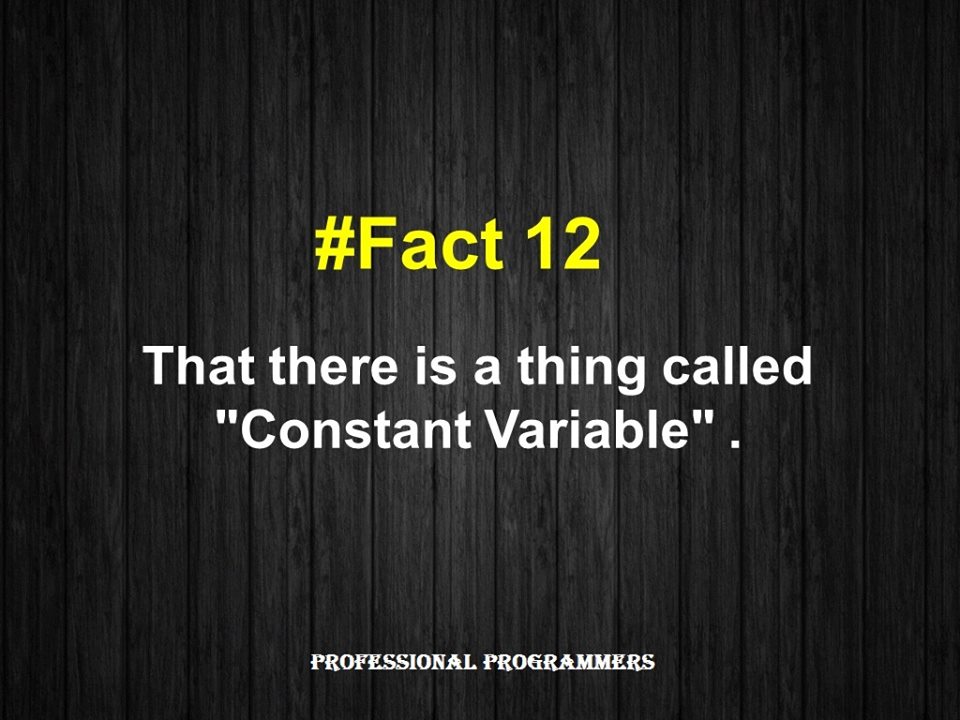 #Fact 12
That there is a thing called
"Constant Variable" .
PROFESSIONAL PROGRAMMERS